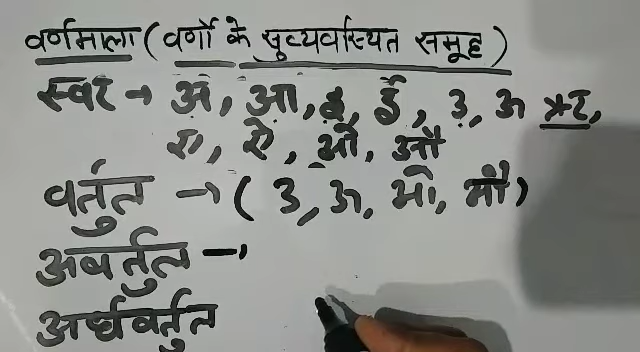 वर्णमाला (वर्णो के सुव्यवस्थित समूह)
स्वर → अ, आ, इ, ई, उ, ऊ ऋ,
ए, ऐ, ओ, औ
वर्तुल → (उ, ऊ, ओ, औ)
अवर्तुल →
अर्धवर्तुल